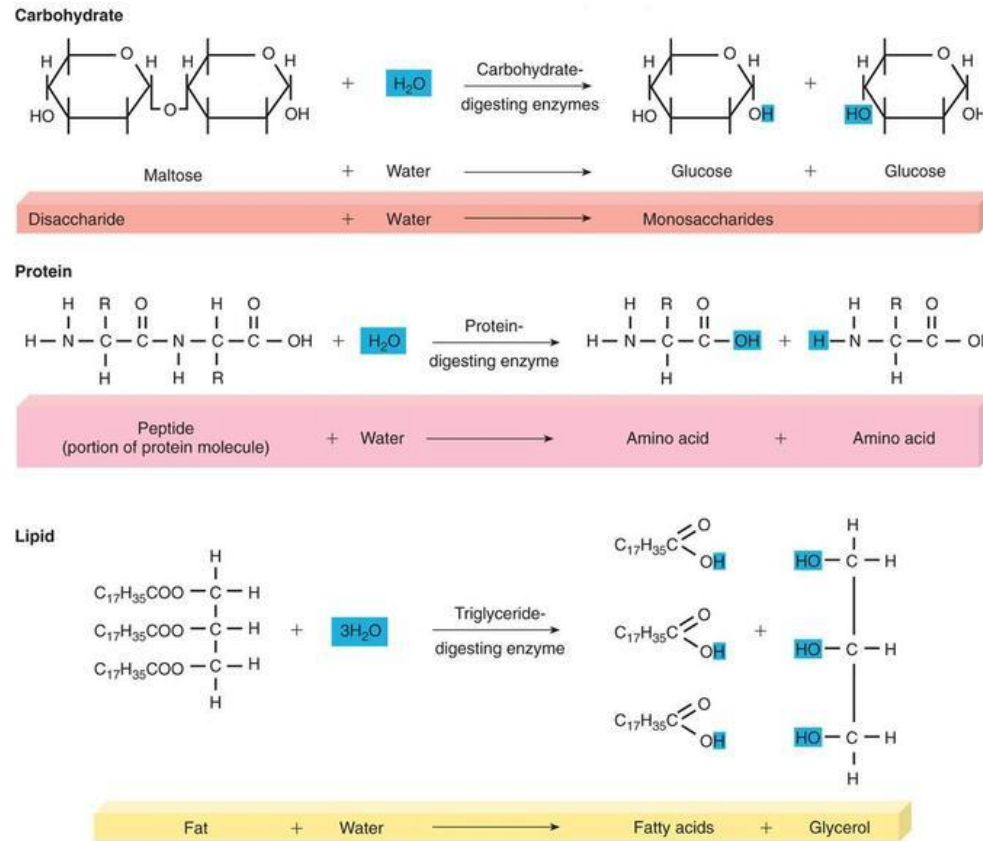 Carbohydrate
H O H H O H
HO O OH
+ H₂O Carbohydrate-
digesting enzymes
H O H
HO OH
+
H O H
HO OH
Maltose + Water Glucose + Glucose
Disaccharide + Water Monosaccharides
Protein
H R O H O
H N C C N C C OH
H H R
+ H₂O Protein-
digesting enzyme
H R O
H N C C OH
H
+
H R O
H N C C OH
H
Peptide
(portion of protein molecule) + Water Amino acid + Amino acid
Lipid
H
C₁₇H₃₅COO C H
C₁₇H₃₅COO C H
C₁₇H₃₅COO C H
H
+ 3H₂O Triglyceride-
digesting enzyme
C₁₇H₃₅C O
OH
C₁₇H₃₅C O
OH
C₁₇H₃₅C O
OH
+
H
HO C H
HO C H
HO C H
H
Fat + Water Fatty acids + Glycerol